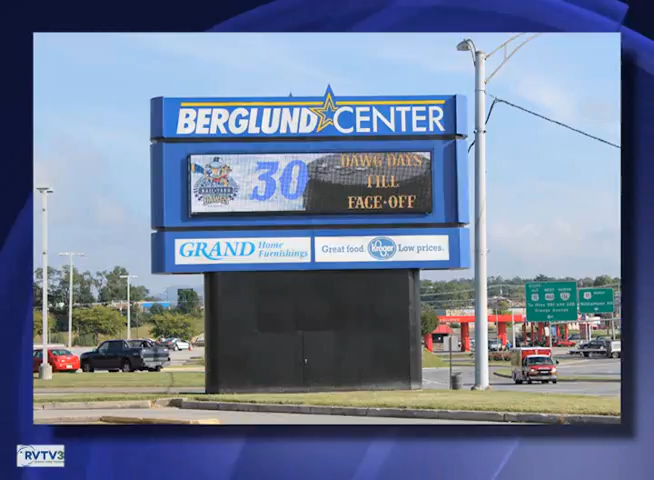 BERGLUND CENTER
30
DAWG DAYS
TILL
FACE-OFF
GRAND Home
Furnishings
Great food. Kroger Low prices.
RVTV3